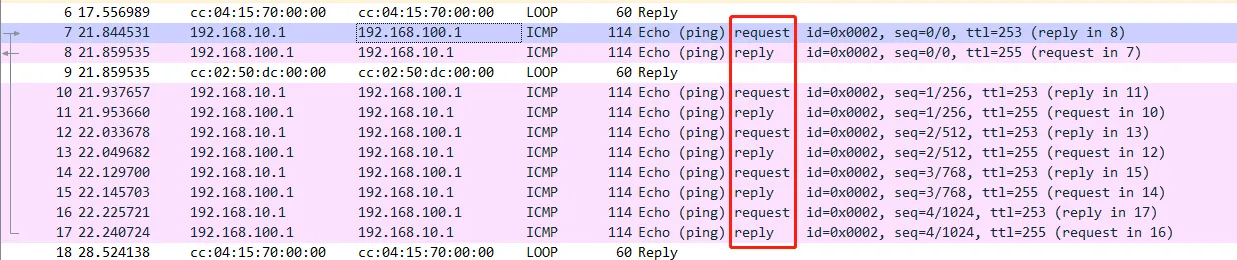 6 17.556989 cc:04:15:70:00:00 cc:04:15:70:00:00 LOOP 60 Reply
7 21.844531 192.168.10.1 192.168.100.1 ICMP 114 Echo (ping) request id=0x0002, seq=0/0, ttl=253 (reply in 8)
8 21.859535 192.168.100.1 192.168.10.1 ICMP 114 Echo (ping) reply id=0x0002, seq=0/0, ttl=255 (request in 7)
9 21.859535 cc:02:50:dc:00:00 cc:02:50:dc:00:00 LOOP 60 Reply
10 21.937657 192.168.10.1 192.168.100.1 ICMP 114 Echo (ping) request id=0x0002, seq=1/256, ttl=253 (reply in 11)
11 21.953660 192.168.100.1 192.168.10.1 ICMP 114 Echo (ping) reply id=0x0002, seq=1/256, ttl=255 (request in 10)
12 22.033678 192.168.10.1 192.168.100.1 ICMP 114 Echo (ping) request id=0x0002, seq=2/512, ttl=253 (reply in 13)
13 22.049682 192.168.100.1 192.168.10.1 ICMP 114 Echo (ping) reply id=0x0002, seq=2/512, ttl=255 (request in 12)
14 22.129700 192.168.10.1 192.168.100.1 ICMP 114 Echo (ping) request id=0x0002, seq=3/768, ttl=253 (reply in 15)
15 22.145703 192.168.100.1 192.168.10.1 ICMP 114 Echo (ping) reply id=0x0002, seq=3/768, ttl=255 (request in 14)
16 22.225721 192.168.10.1 192.168.100.1 ICMP 114 Echo (ping) request id=0x0002, seq=4/1024, ttl=253 (reply in 17)
17 22.240724 192.168.100.1 192.168.10.1 ICMP 114 Echo (ping) reply id=0x0002, seq=4/1024, ttl=255 (request in 16)
18 28.524138 cc:04:15:70:00:00 cc:04:15:70:00:00 LOOP 60 Reply